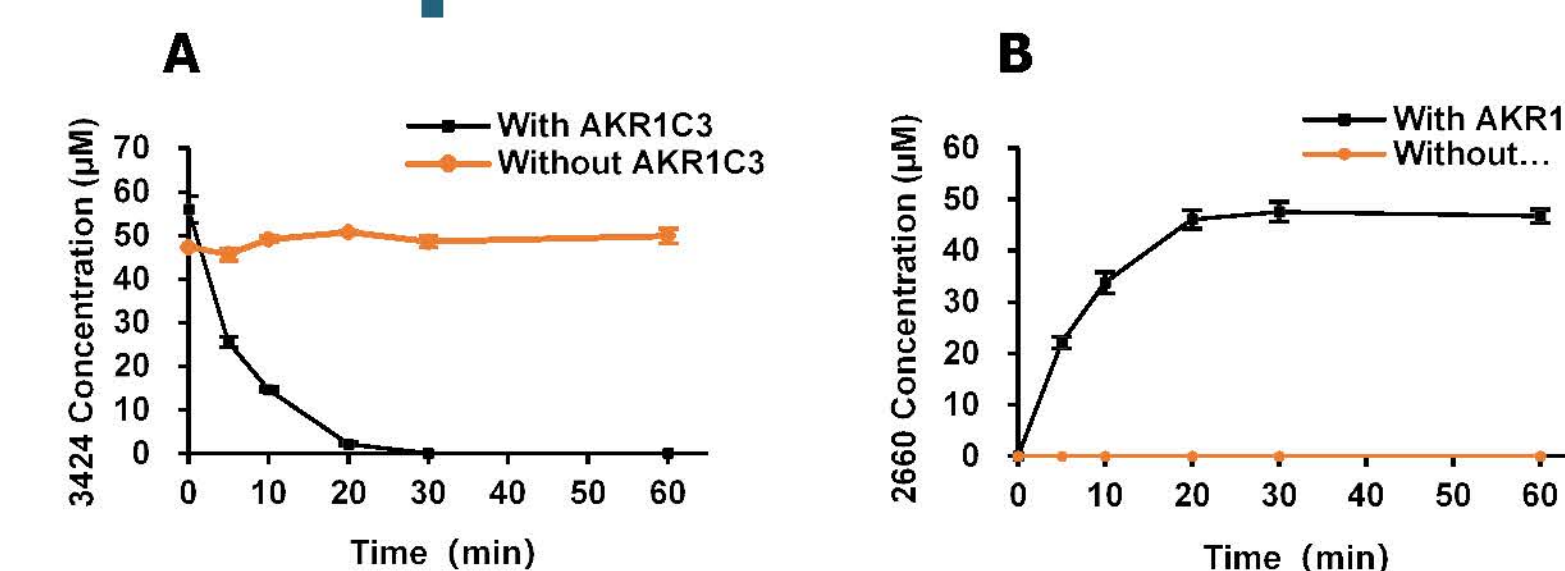 A
With AKR1C3
Without AKR1C3
3424 Concentration (µM)
70
60
50
40
30
20
10
0
0 10 20 30 40 50 60
Time (min)
B
With AKR1
Without...
2660 Concentration (µM)
60
50
40
30
20
10
0
0 10 20 30 40 50 60
Time (min)